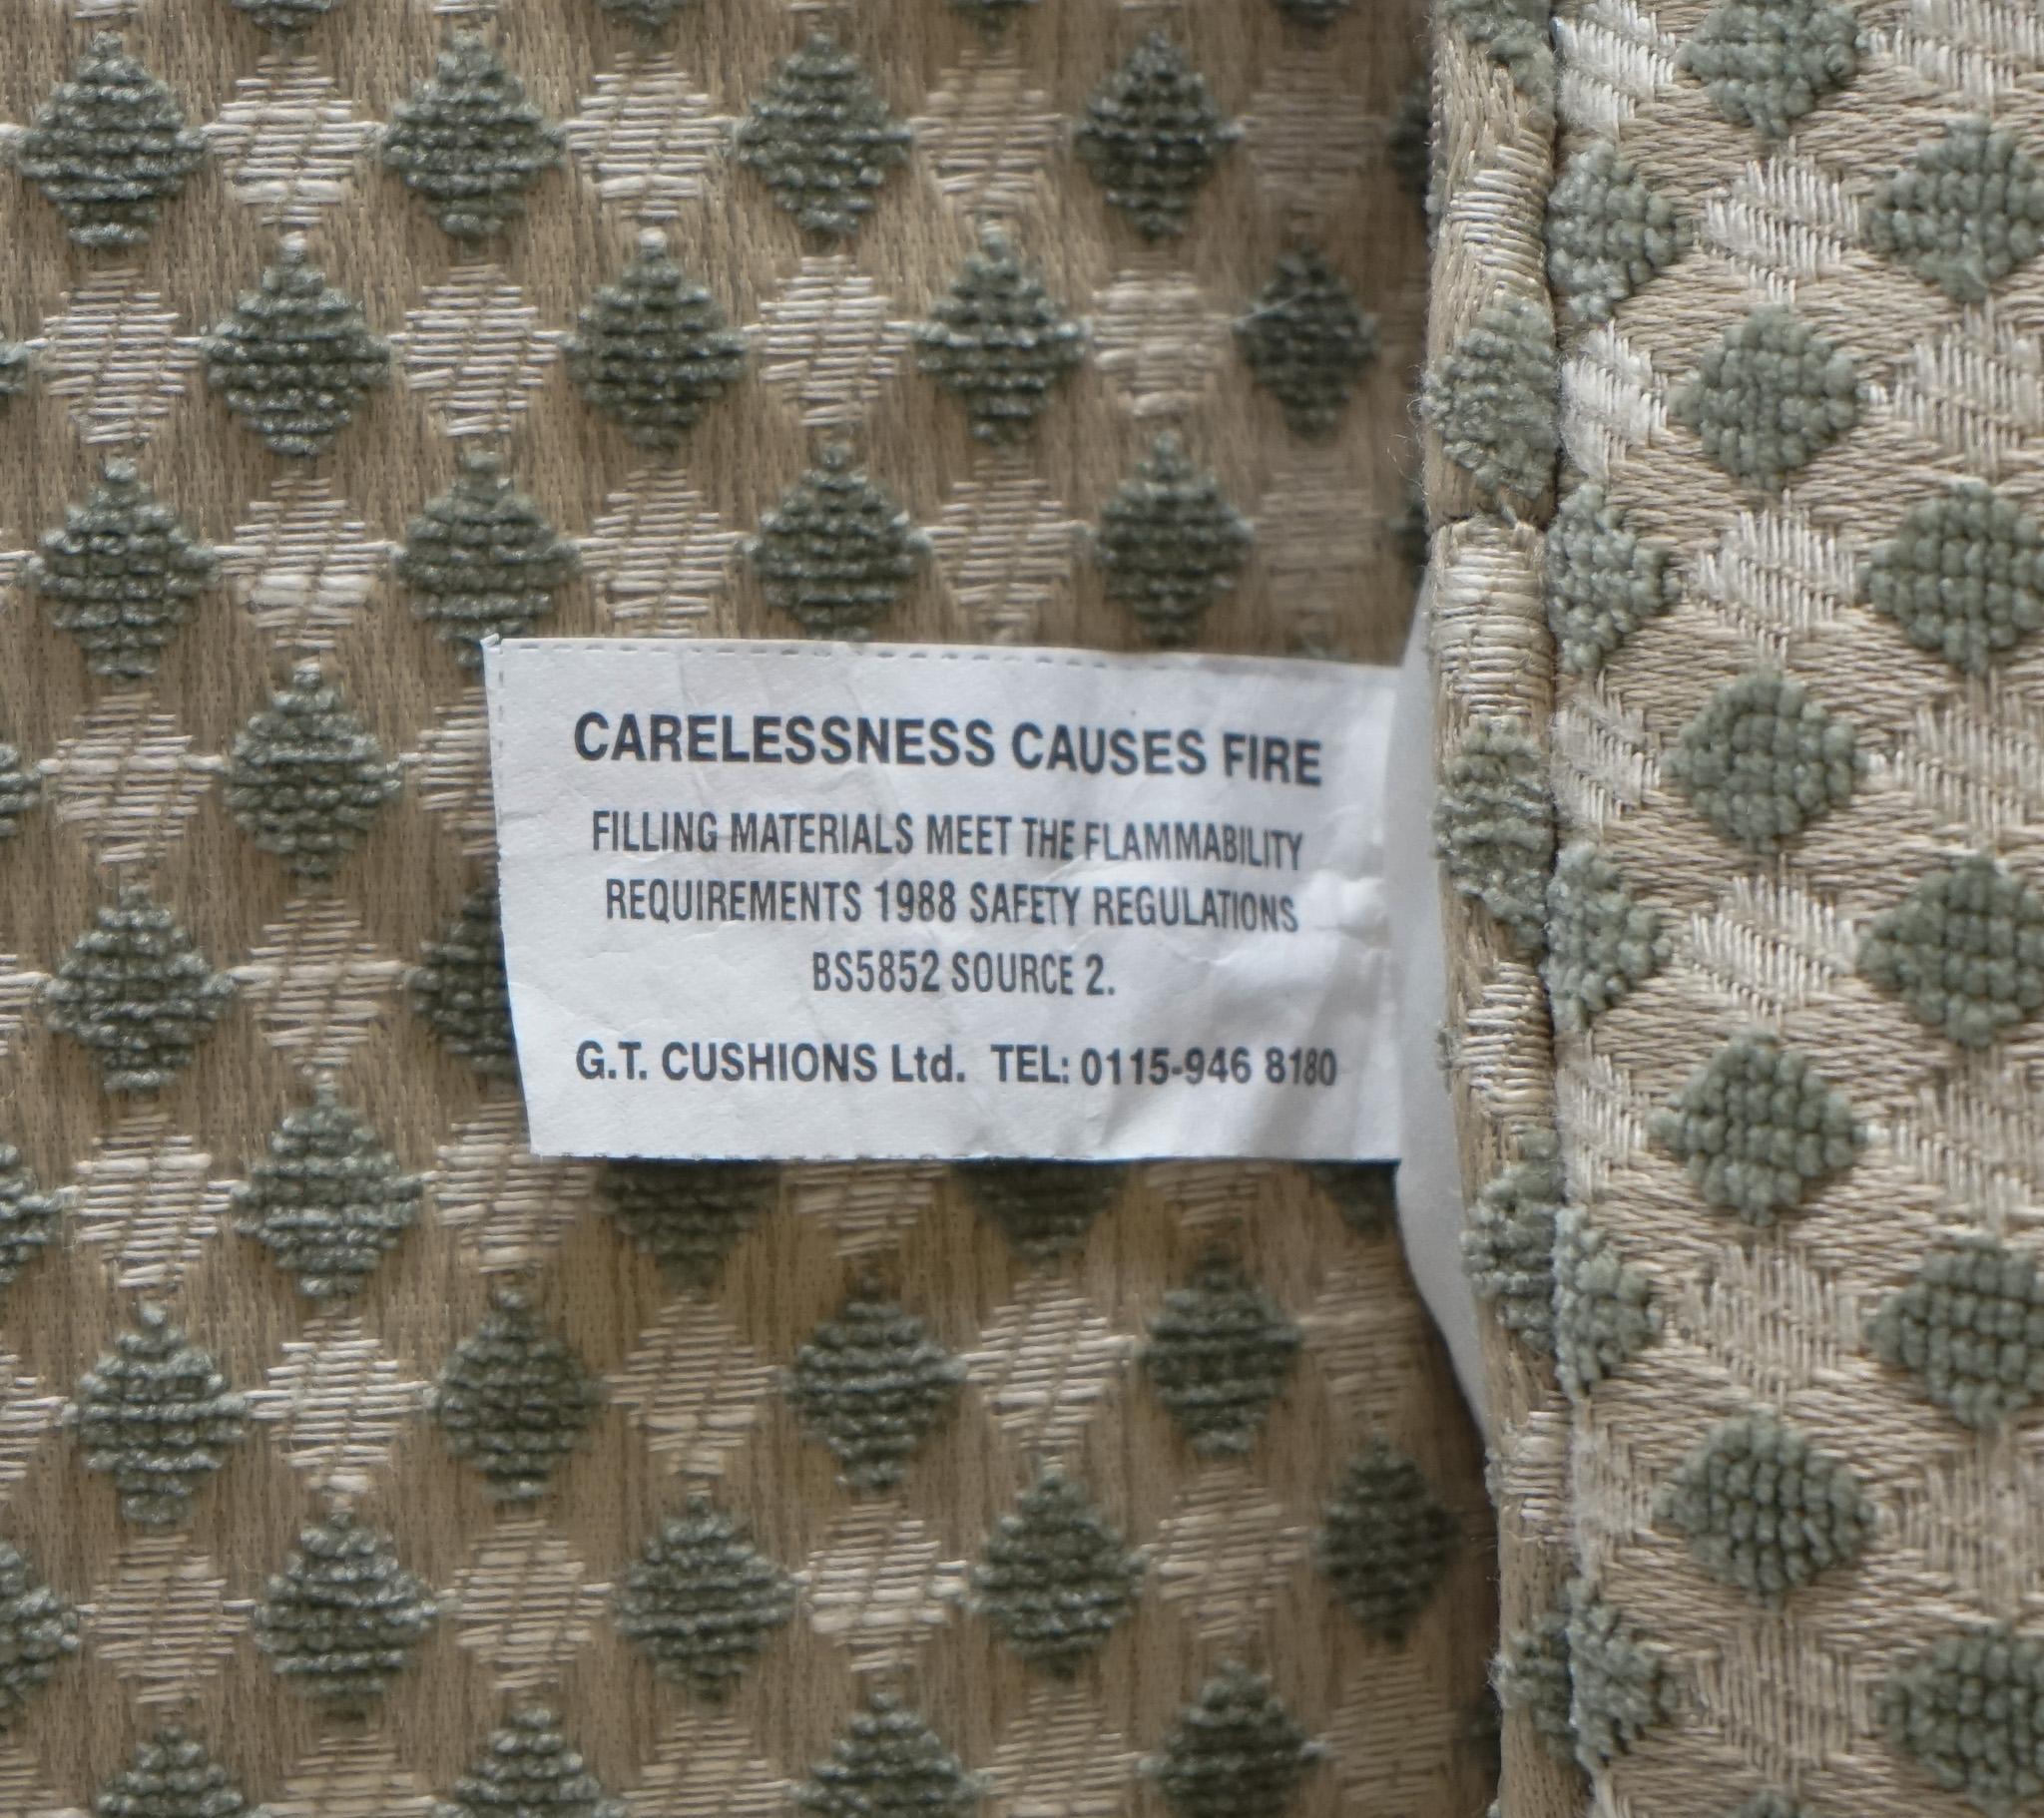 CARELESSNESS CAUSES FIRE
FILLING MATERIALS MEET THE FLAMMABILITY
REQUIREMENTS 1988 SAFETY REGULATIONS
BS5852 SOURCE 2.
G.T. CUSHIONS Ltd. TEL: 0115-946 8180